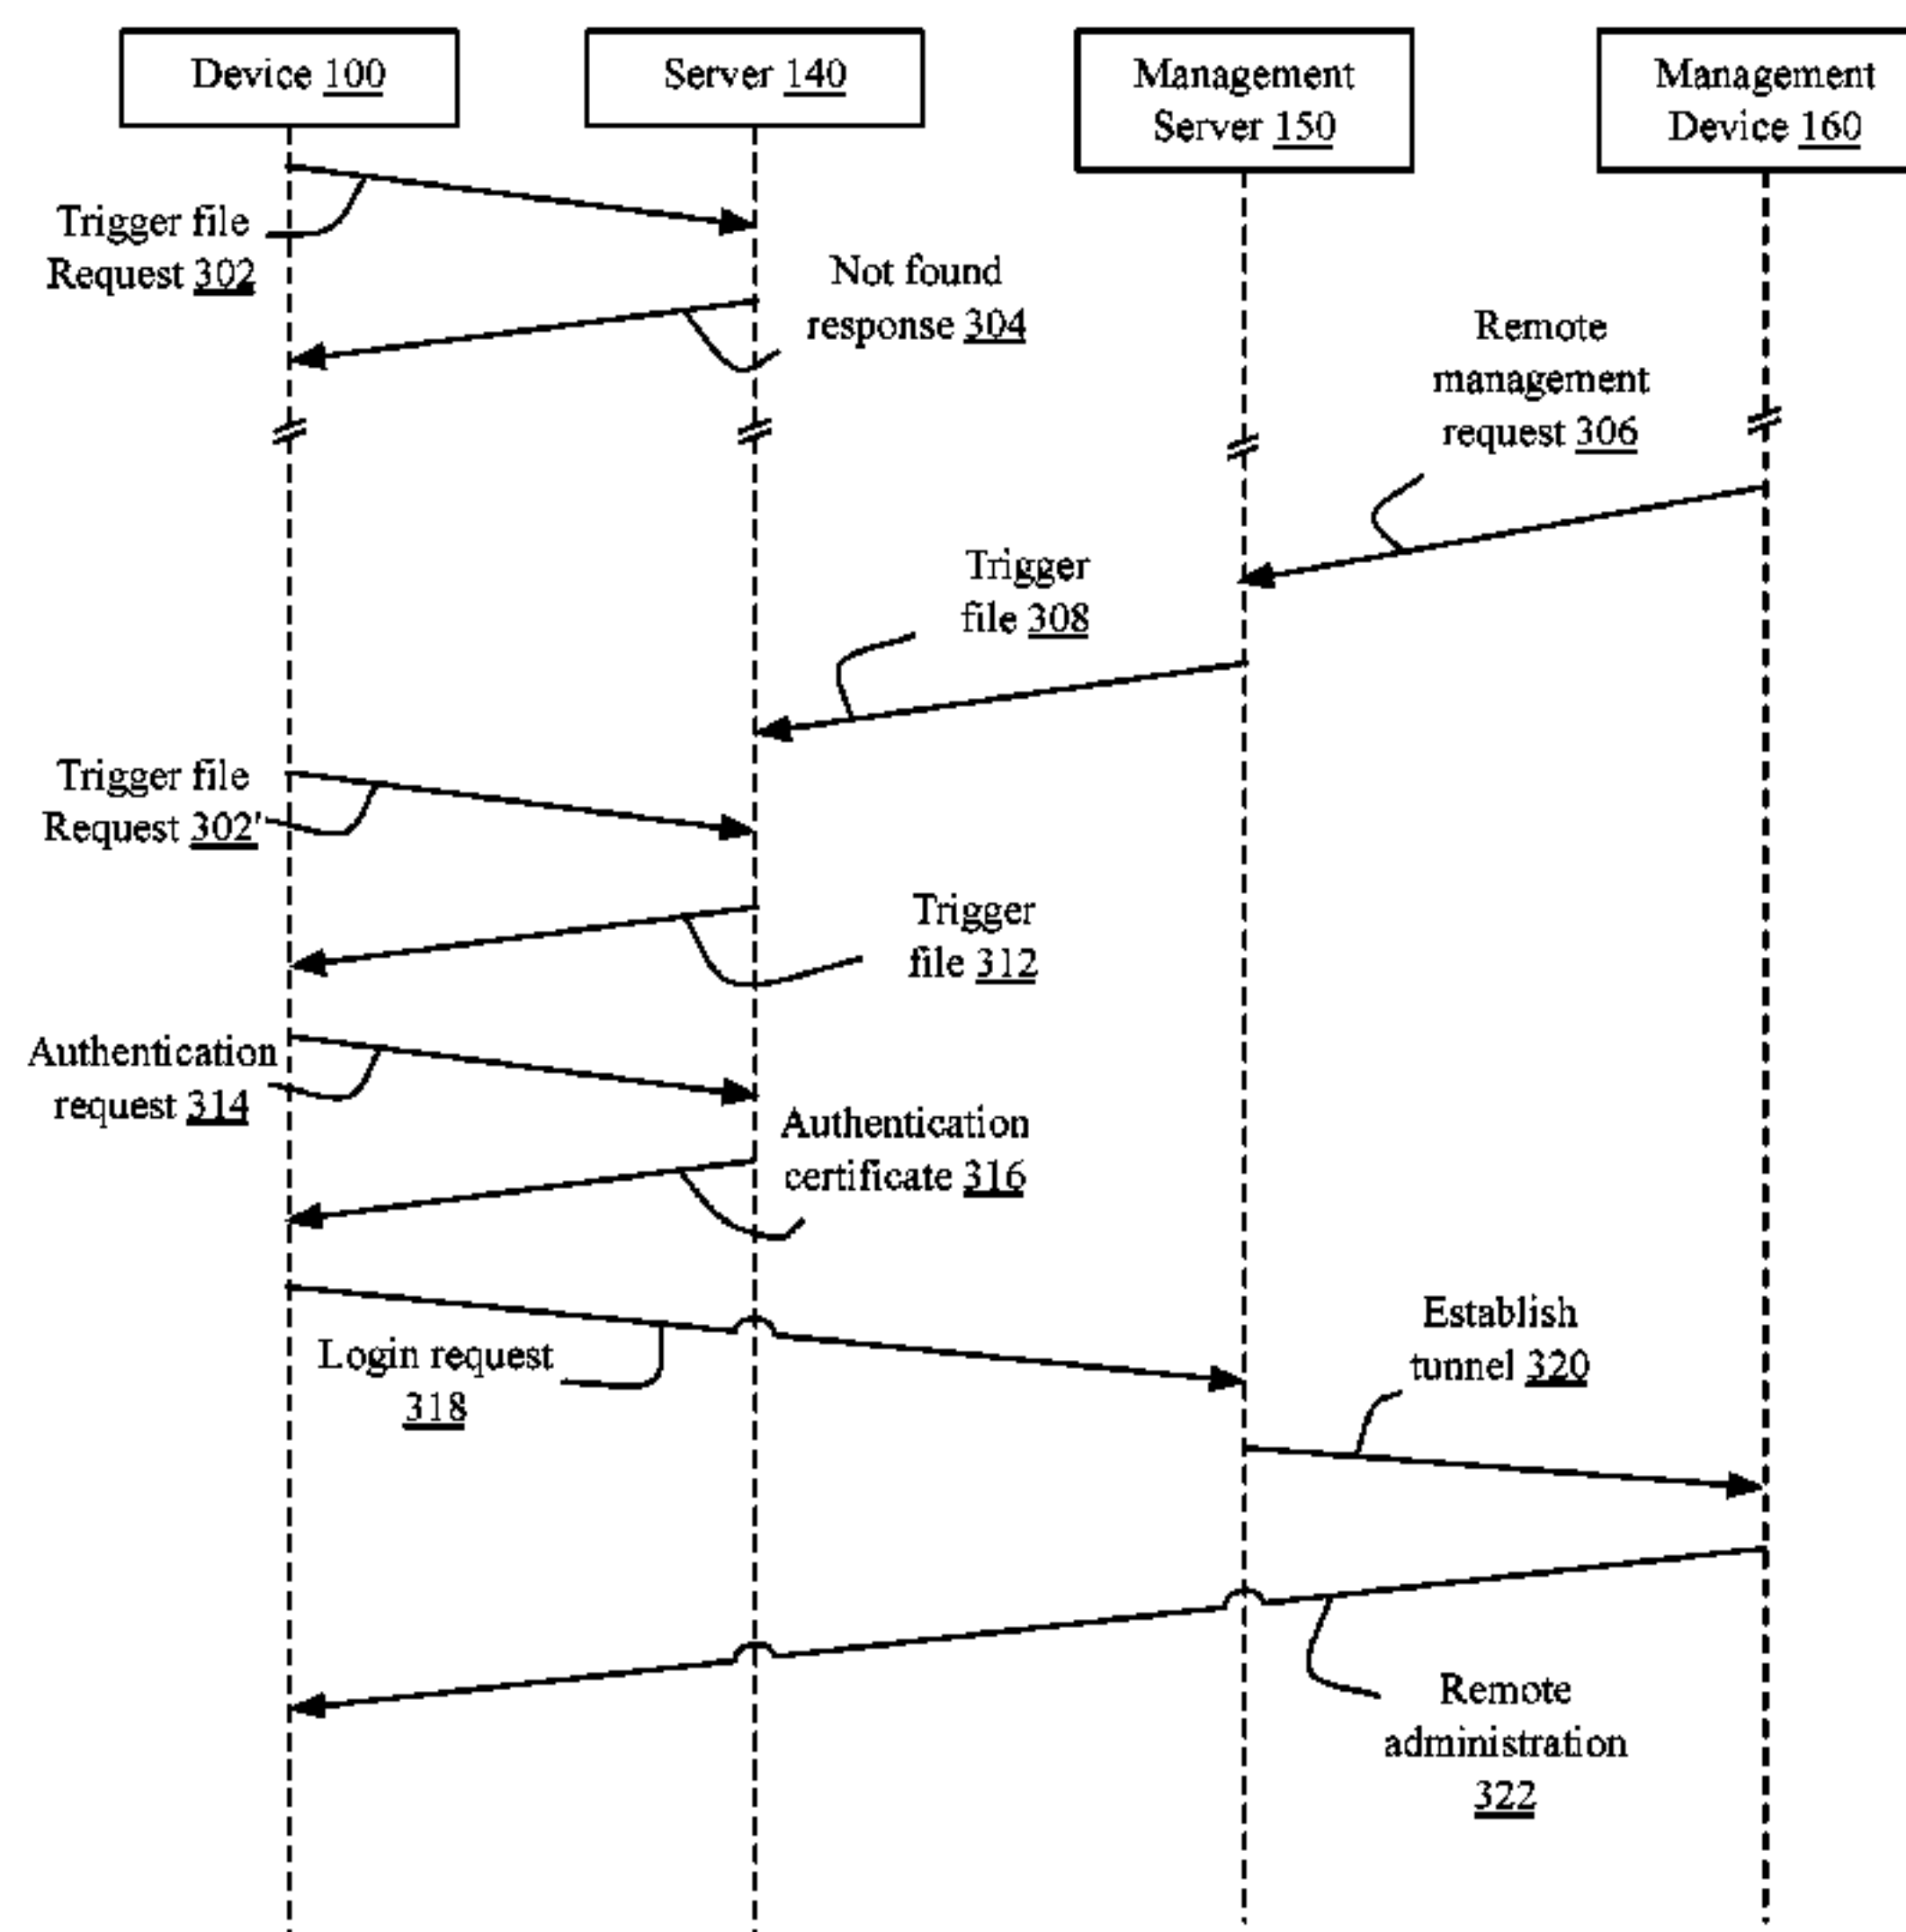 Device 100
Server 140
Management
Server 150
Management
Device 160
Trigger file
Request 302
Not found
response 304
Remote
management
request 306
Trigger
file 308
Trigger file
Request 302'
Trigger
file 312
Authentication
request 314
Authentication
certificate 316
Login request
318
Establish
tunnel 320
Remote
administration
322